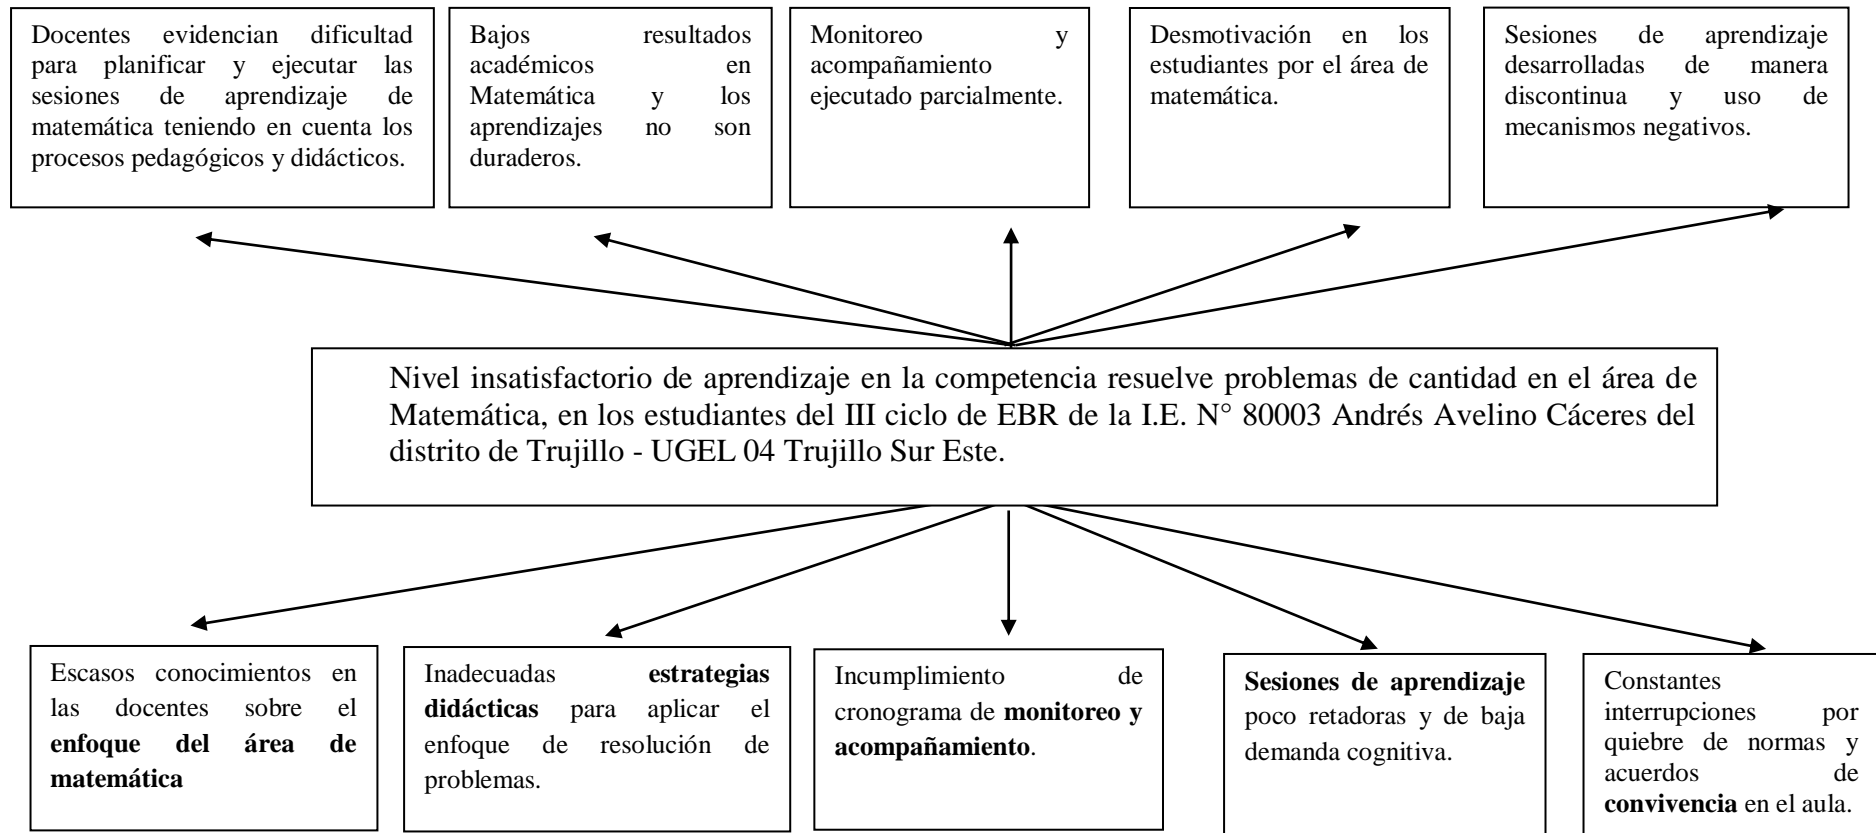 Docentes evidencian dificultad
para planificar y ejecutar las
sesiones de aprendizaje de
matemática teniendo en cuenta los
procesos pedagógicos y didácticos.
Bajos resultados
académicos en
Matemática y los
aprendizajes no son
duraderos.
Monitoreo y
acompañamiento
ejecutado parcialmente.
Desmotivación en los
estudiantes por el área de
matemática.
Sesiones de aprendizaje
desarrolladas de manera
discontinua y uso de
mecanismos negativos.
Nivel insatisfactorio de aprendizaje en la competencia resuelve problemas de cantidad en el área de
Matemática, en los estudiantes del III ciclo de EBR de la I.E. N° 80003 Andrés Avelino Cáceres del
distrito de Trujillo - UGEL 04 Trujillo Sur Este.
Escasos conocimientos en
las docentes sobre el
enfoque del área de
matemática
Inadecuadas estrategias
didácticas para aplicar el
enfoque de resolución de
problemas.
Incumplimiento de
cronograma de monitoreo y
acompañamiento.
Sesiones de aprendizaje
poco retadoras y de baja
demanda cognitiva.
Constantes
interrupciones por
quiebre de normas y
acuerdos de
convivencia en el aula.